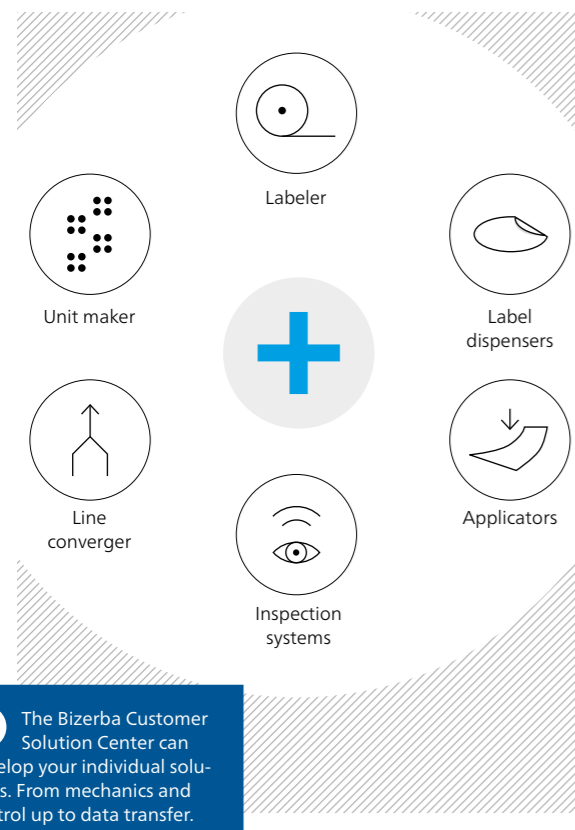 Labeler
Unit maker
Label
dispensers
Line
converger
Applicators
Inspection
systems
The Bizerba Customer
Solution Center can
elop your individual solu-
s. From mechanics and
trol up to data transfer.